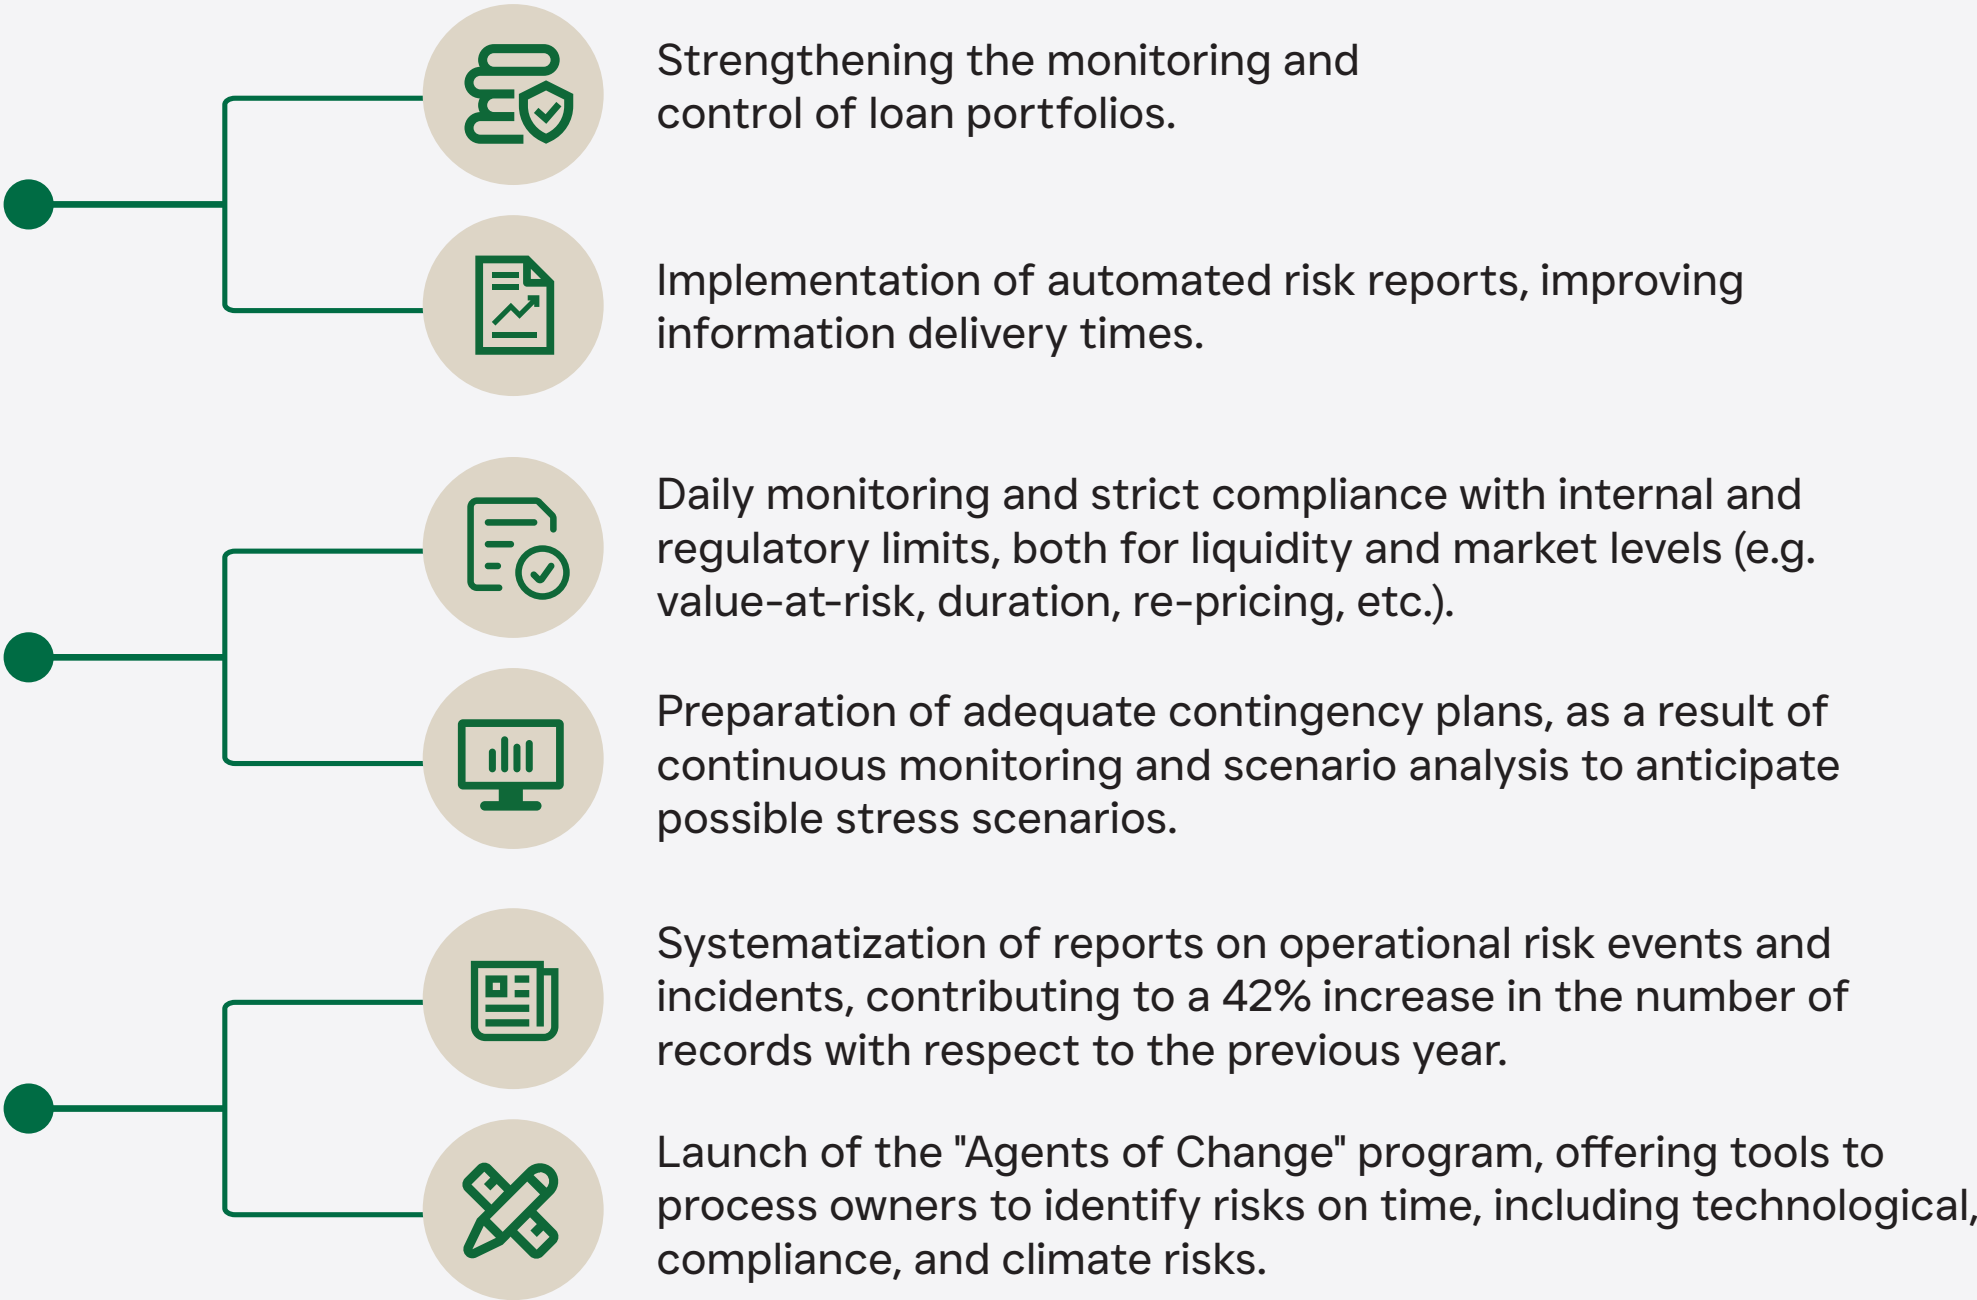 Strengthening the monitoring and
control of loan portfolios.
Implementation of automated risk reports, improving
information delivery times.
Daily monitoring and strict compliance with internal and
regulatory limits, both for liquidity and market levels (e.g.
value-at-risk, duration, re-pricing, etc.).
Preparation of adequate contingency plans, as a result of
continuous monitoring and scenario analysis to anticipate
possible stress scenarios.
Systematization of reports on operational risk events and
incidents, contributing to a 42% increase in the number of
records with respect to the previous year.
Launch of the "Agents of Change" program, offering tools to
process owners to identify risks on time, including technological,
compliance, and climate risks.